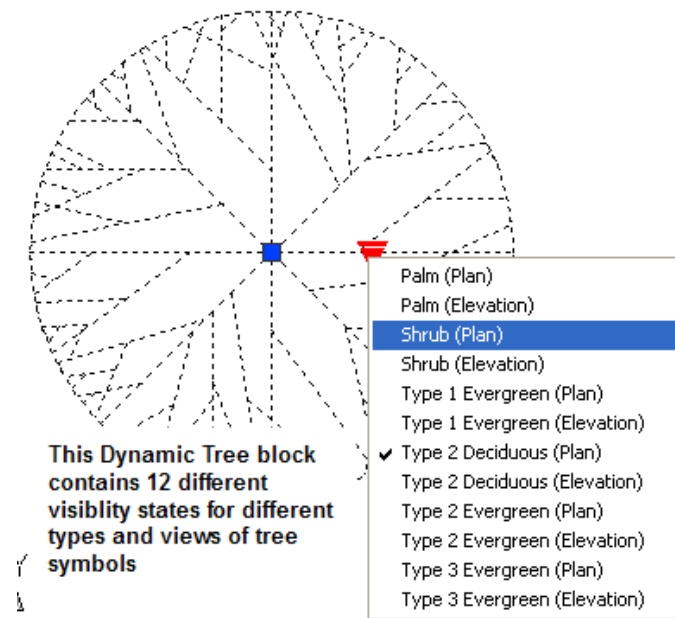 Palm (Plan)
Palm (Elevation)
Shrub (Plan)
Shrub (Elevation)
Type 1 Evergreen (Plan)
Type 1 Evergreen (Elevation)
Type 2 Deciduous (Plan)
Type 2 Deciduous (Elevation)
Type 2 Evergreen (Plan)
Type 2 Evergreen (Elevation)
Type 3 Evergreen (Plan)
Type 3 Evergreen (Elevation)
This Dynamic Tree block
contains 12 different
visiblity states for different
types and views of tree
symbols